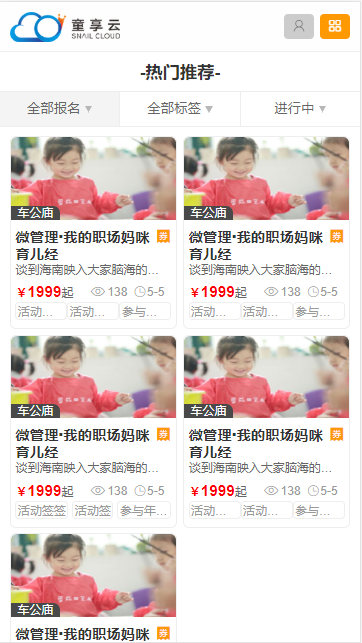 童享云
SNAIL CLOUD
-热门推荐-
全部报名 ▼
全部标签 ▼
进行中 ▼
车公庙
微管理·我的职场妈咪 券
育儿经
谈到海南映入大家脑海的...
¥1999起 138 5-5
活动... 活动... 参与...
车公庙
微管理·我的职场妈咪 券
育儿经
谈到海南映入大家脑海的...
¥1999起 138 5-5
活动... 活动... 参与...
车公庙
微管理·我的职场妈咪 券
育儿经
谈到海南映入大家脑海的...
¥1999起 138 5-5
活动签签 活动签 参与年...
车公庙
微管理·我的职场妈咪 券
育儿经
谈到海南映入大家脑海的...
¥1999起 138 5-5
活动... 活动... 参与...
车公庙
微管理·我的职场妈咪 券